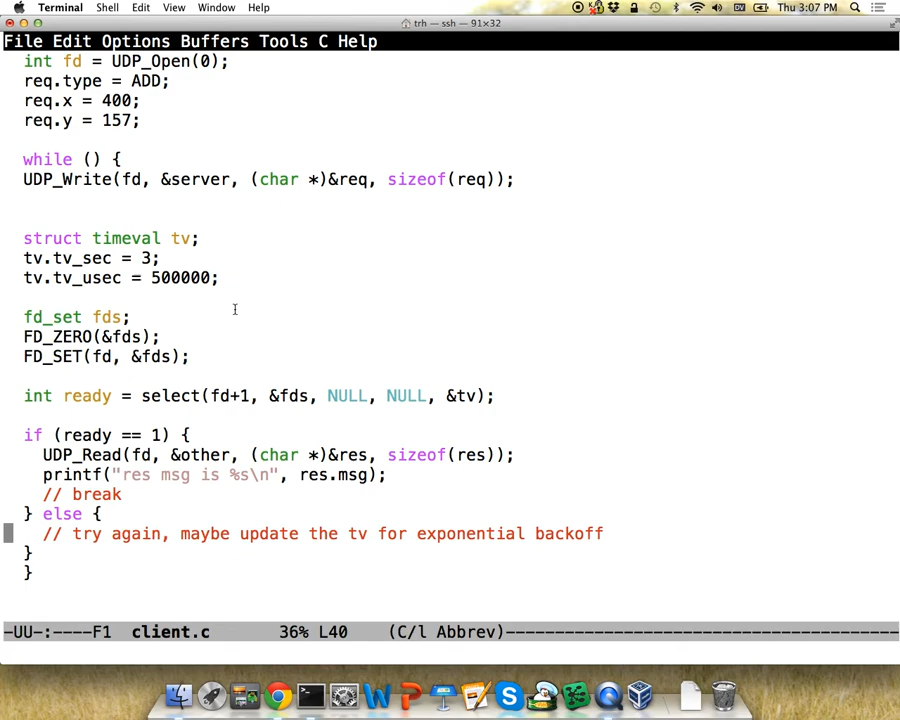 Terminal Shell Edit View Window Help Thu 3:07 PM
trh — ssh — 91×32
File Edit Options Buffers Tools C Help
int fd = UDP_Open(0);
req.type = ADD;
req.x = 400;
req.y = 157;
while () {
UDP_Write(fd, &server, (char *)&req, sizeof(req));
struct timeval tv;
tv.tv_sec = 3;
tv.tv_usec = 500000;
fd_set fds;
FD_ZERO(&fds);
FD_SET(fd, &fds);
int ready = select(fd+1, &fds, NULL, NULL, &tv);
if (ready == 1) {
UDP_Read(fd, &other, (char *)&res, sizeof(res));
printf("res msg is %s\n", res.msg);
// break
} else {
// try again, maybe update the tv for exponential backoff
}
}
-UU-:----F1 client.c 36% L40 (C/l Abbrev)----------------------------------------